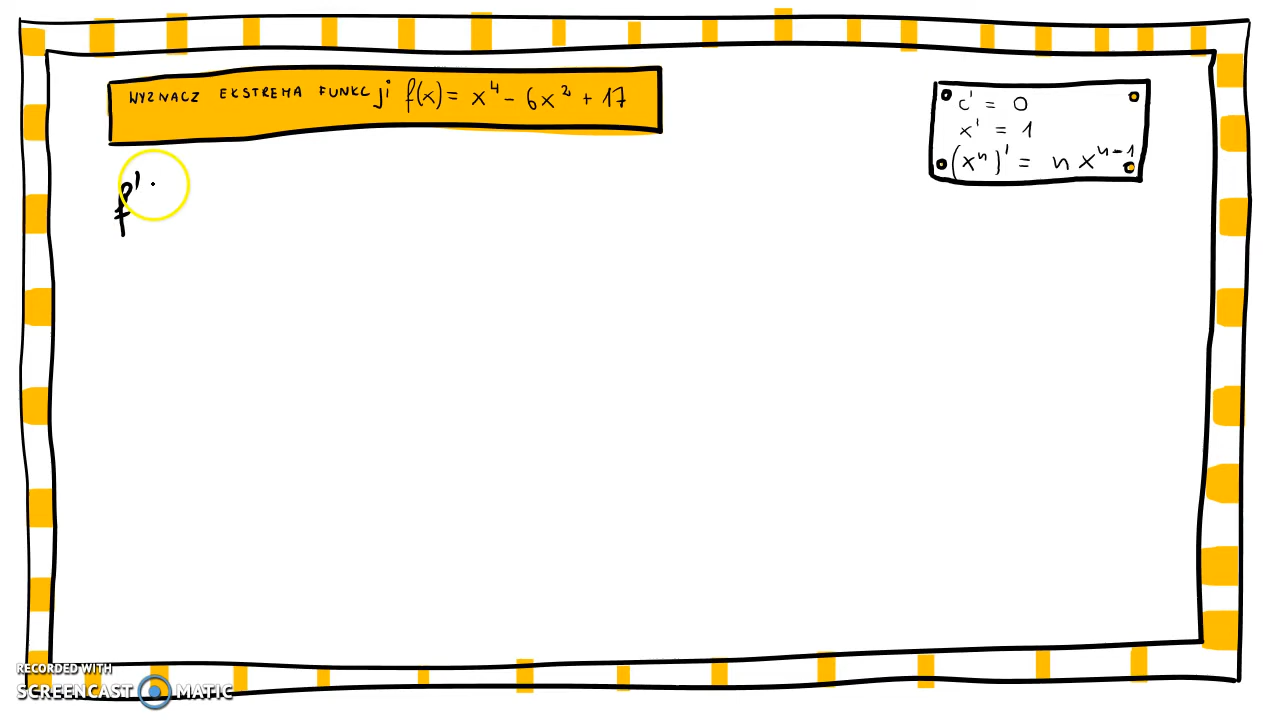 WYZNACZ EKSTREMA FUNKCji f(x) = x⁴ - 6x² + 17
c' = 0
x' = 1
(xⁿ)' = n xⁿ⁻¹
f'
RECORDED WITH
SCREENCAST MATIC